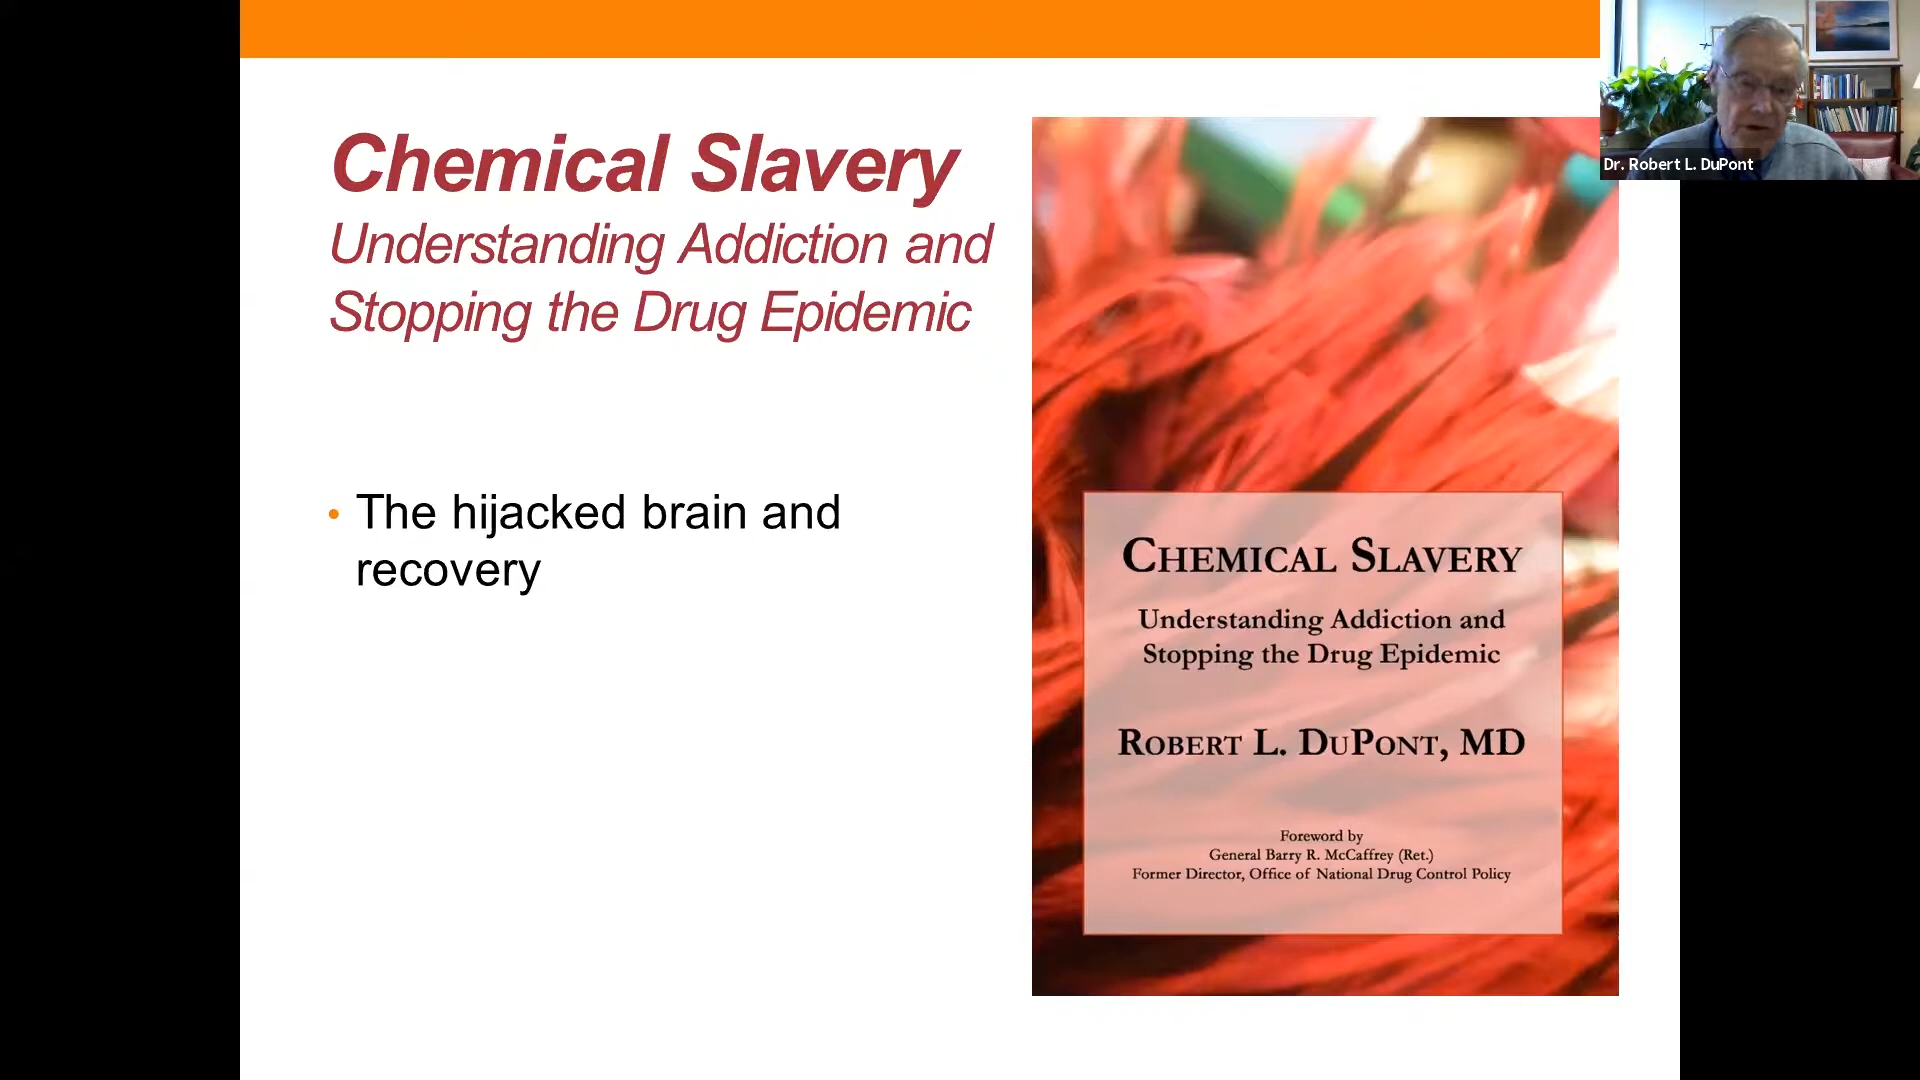 Chemical Slavery
Understanding Addiction and
Stopping the Drug Epidemic
• The hijacked brain and
recovery
CHEMICAL SLAVERY
Understanding Addiction and
Stopping the Drug Epidemic
ROBERT L. DUPONT, MD
Foreword by
General Barry R. McCaffrey (Ret.)
Former Director, Office of National Drug Control Policy
Dr. Robert L. DuPont